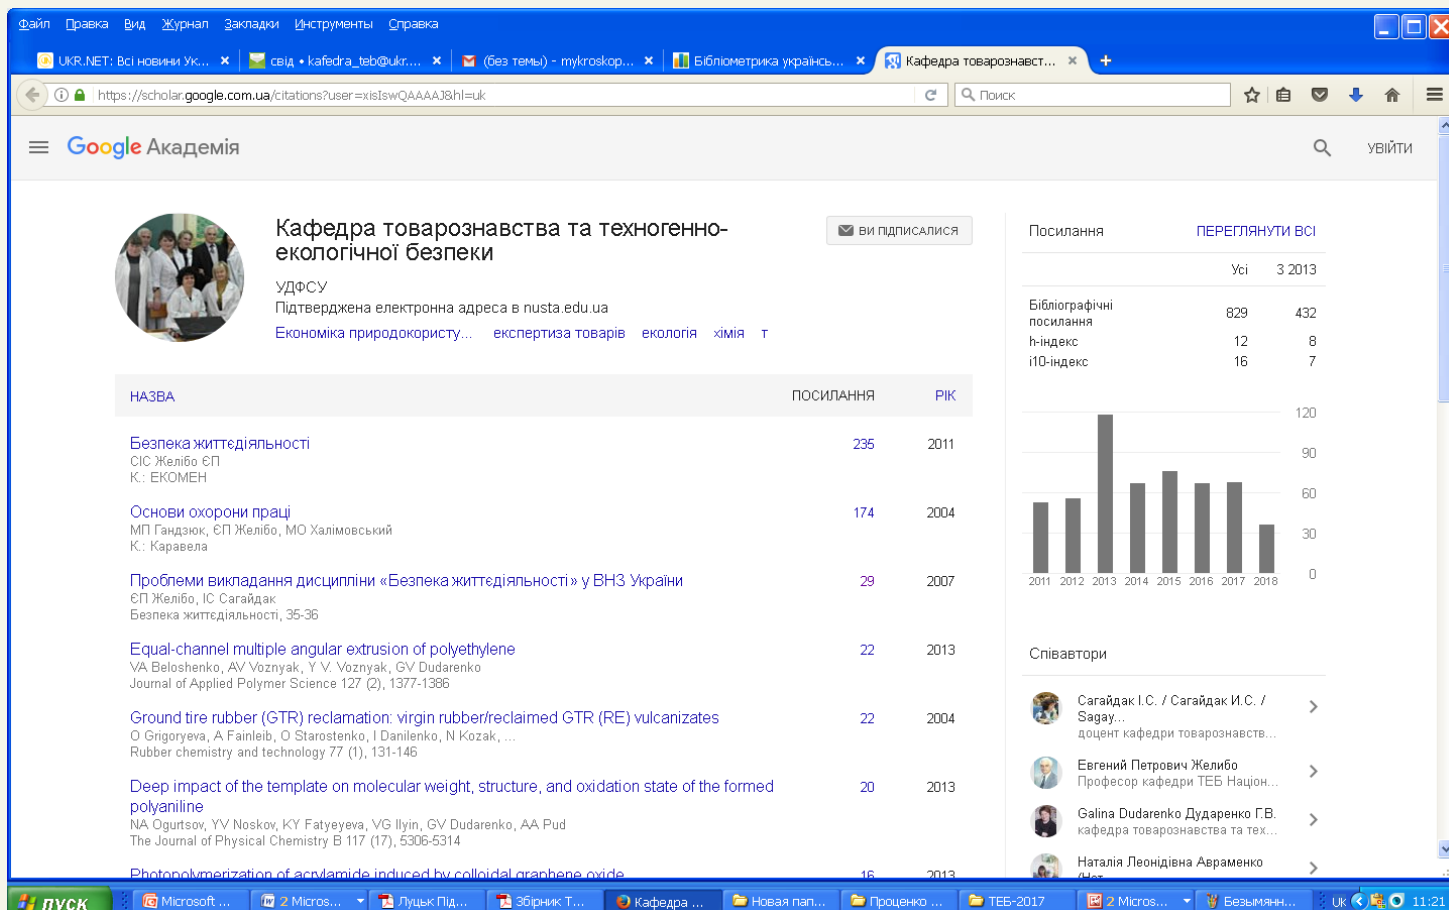 Файл Правка Вид Журнал Закладки Инструменты Справка
UKR.NET: Всі новини Ук... × свід • kafedra_teb@ukr.... × (без темы) - mykroskop... × Бібліометрика українсь... × Кафедра товарознавст... × +
https://scholar.google.com.ua/citations?user=xisIswQAAAAJ&hl=uk Поиск
Google Академія УВІЙТИ
Кафедра товарознавства та техногенно-
екологічної безпеки
УДФСУ
Підтверджена електронна адреса в nusta.edu.ua
Економіка природокористу... експертиза товарів екологія хімія т
ВИ ПІДПИСАЛИСЯ
НАЗВА ПОСИЛАННЯ РІК
Безпека життєдіяльності 235 2011
СІС Желібо ЄП
К.: ЕКОМЕН
Основи охорони праці 174 2004
МП Гандзюк, ЄП Желібо, МО Халімовський
К.: Каравела
Проблеми викладання дисципліни «Безпека життєдіяльності» у ВНЗ України 29 2007
ЄП Желібо, ІС Сагайдак
Безпека життєдіяльності, 35-36
Equal-channel multiple angular extrusion of polyethylene 22 2013
VA Beloshenko, AV Voznyak, Y V. Voznyak, GV Dudarenko
Journal of Applied Polymer Science 127 (2), 1377-1386
Ground tire rubber (GTR) reclamation: virgin rubber/reclaimed GTR (RE) vulcanizates 22 2004
O Grigoryeva, A Fainleib, O Starostenko, I Danilenko, N Kozak, ...
Rubber chemistry and technology 77 (1), 131-146
Deep impact of the template on molecular weight, structure, and oxidation state of the formed 20 2013
polyaniline
NA Ogurtsov, YV Noskov, KY Fatyeyeva, VG Ilyin, GV Dudarenko, AA Pud
The Journal of Physical Chemistry B 117 (17), 5306-5314
Photopolymerization of acrylamide induced by colloidal graphene oxide 16 2013
Посилання ПЕРЕГЛЯНУТИ ВСІ
Усі З 2013
Бібліографічні
посилання 829 432
h-індекс 12 8
i10-індекс 16 7
120
90
60
30
0
2011 2012 2013 2014 2015 2016 2017 2018
Співавтори
Сагайдак І.С. / Сагайдак И.С. /
Sagay...
доцент кафедри товарознавств...
Евгений Петрович Желибо
Професор кафедри ТЕБ Націон...
Galina Dudarenko Дударенко Г.В.
кафедра товарознавства та тех...
Наталія Леонідівна Авраменко
пуск Microsoft ... 2 Micros... Луцьк Під... Збірник Т... Кафедра ... Новая пап... Проценко ... ТЕБ-2017 2 Micros... Безымянн... UK 11:21